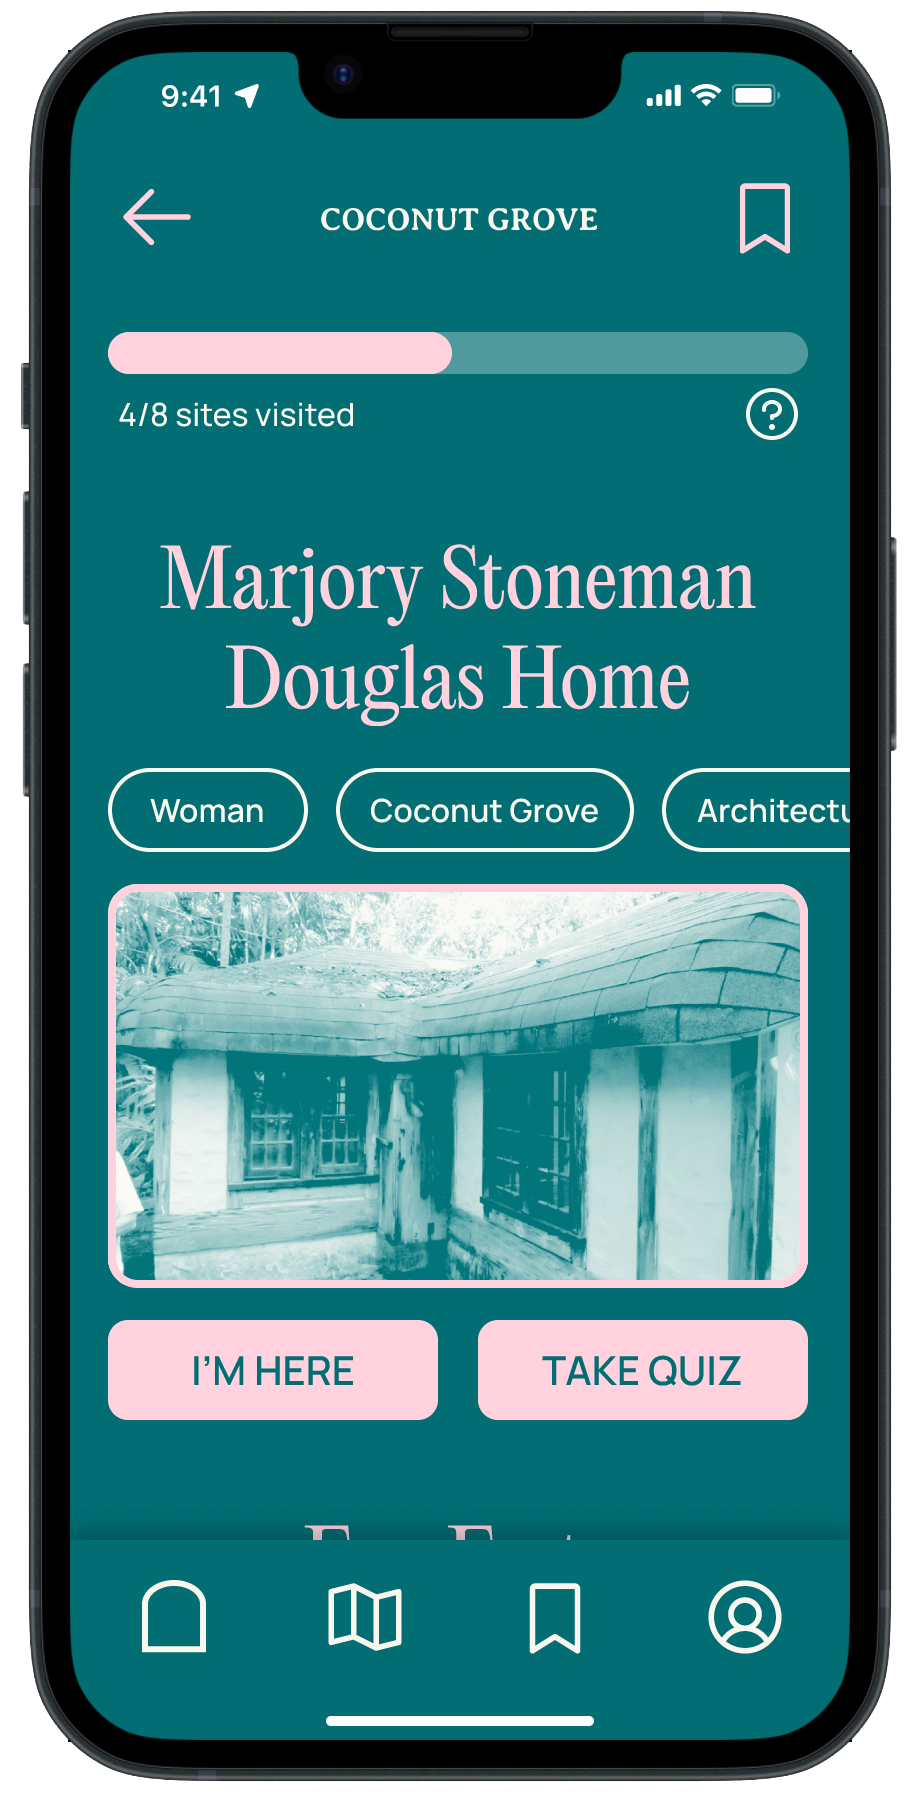 9:41
COCONUT GROVE
4/8 sites visited
Marjory Stoneman
Douglas Home
Woman
Coconut Grove
Architectu
I'M HERE
TAKE QUIZ